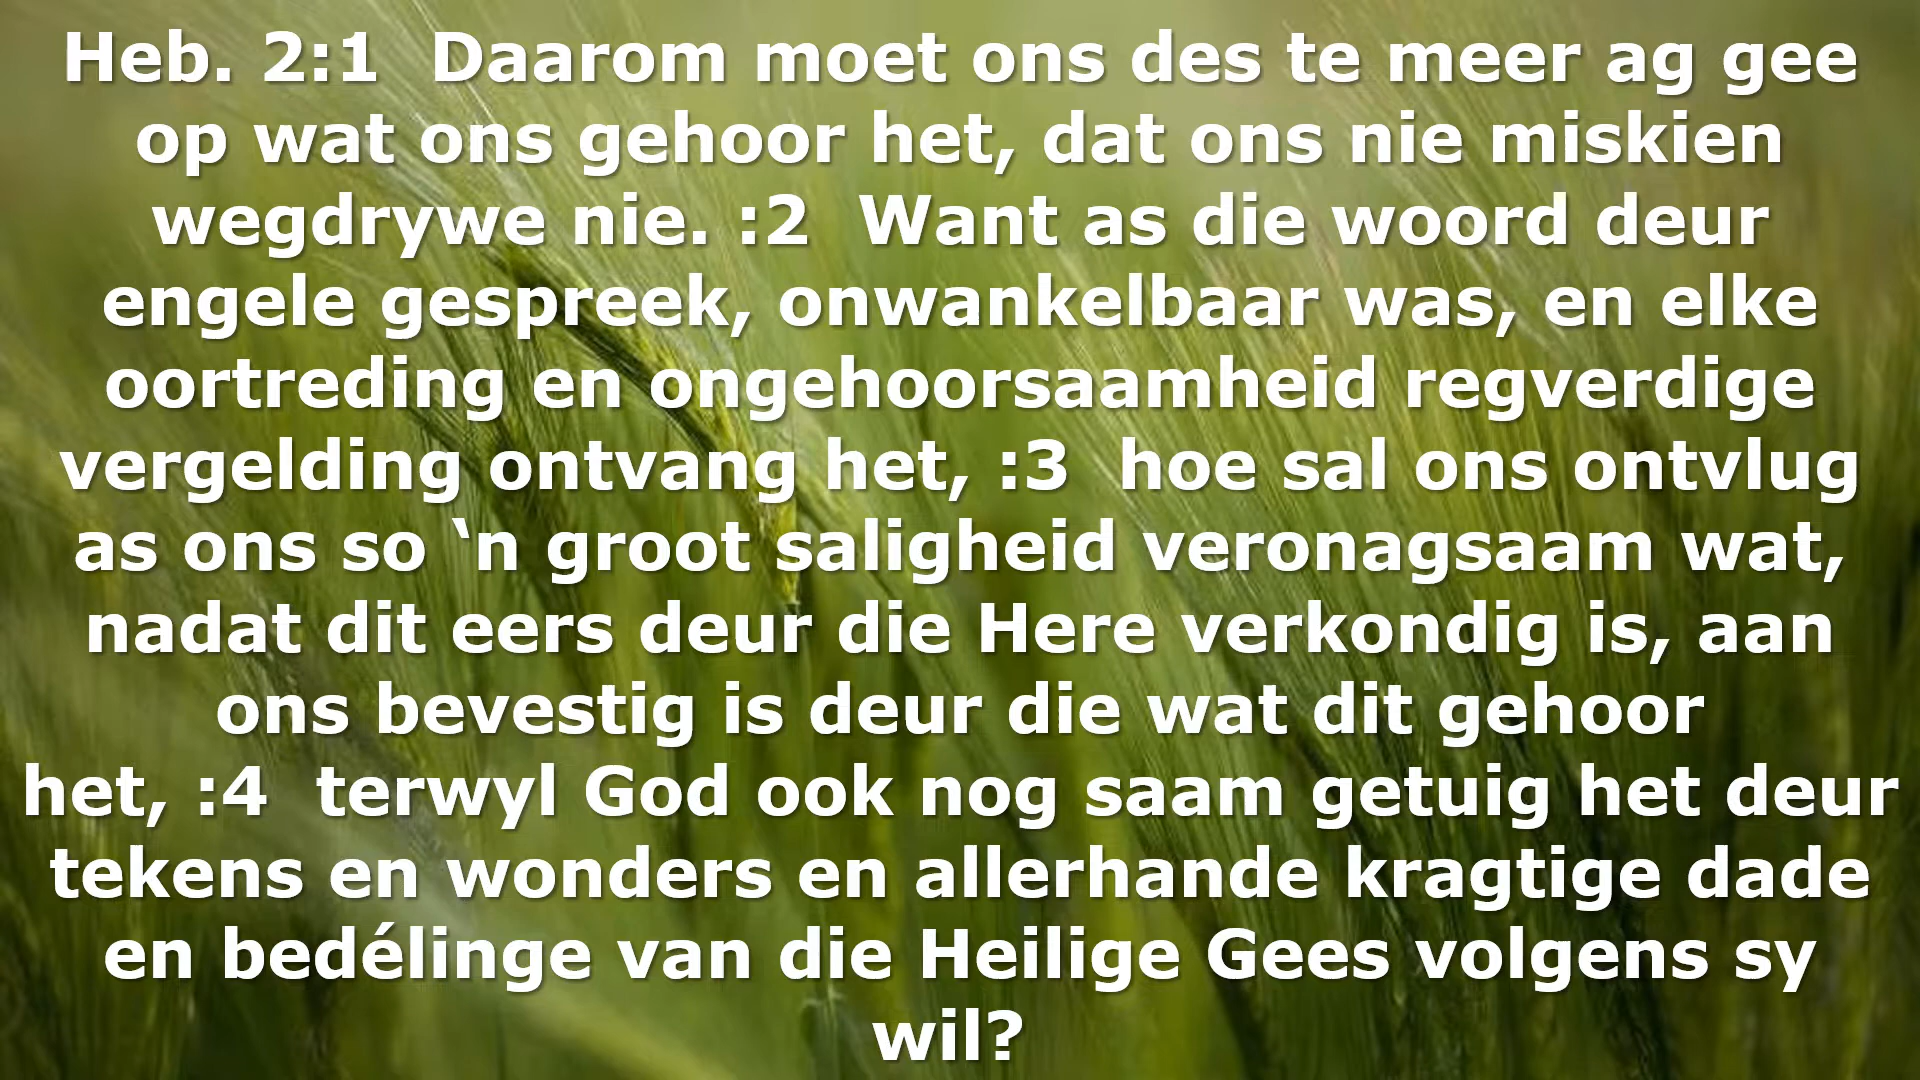 Heb. 2:1  Daarom moet ons des te meer ag gee
op wat ons gehoor het, dat ons nie miskien
wegdrywe nie. :2  Want as die woord deur
engele gespreek, onwankelbaar was, en elke
oortreding en ongehoorsaamheid regverdige
vergelding ontvang het, :3  hoe sal ons ontvlug
as ons so ‛n groot saligheid veronagsaam wat,
nadat dit eers deur die Here verkondig is, aan
ons bevestig is deur die wat dit gehoor
het, :4  terwyl God ook nog saam getuig het deur
tekens en wonders en allerhande kragtige dade
en bedélinge van die Heilige Gees volgens sy
wil?